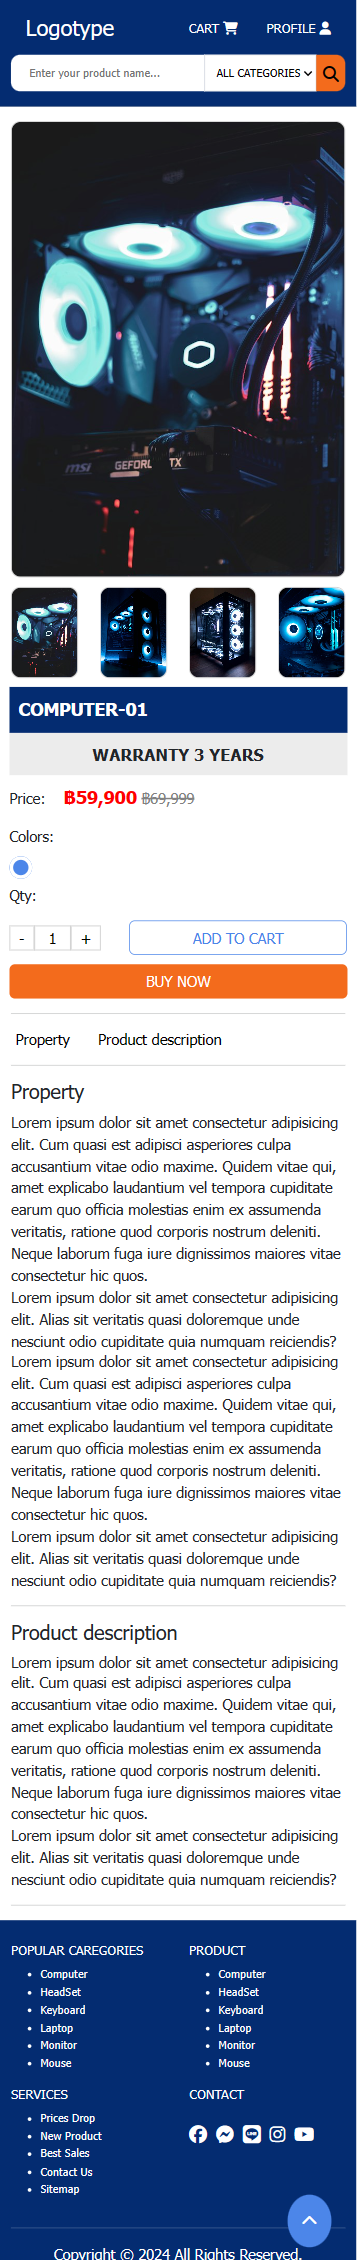 Logotype
CART
PROFILE
Enter your product name...
ALL CATEGORIES
msi
GEFORCE RTX
COMPUTER-01
WARRANTY 3 YEARS
Price: ฿59,900 ฿69,999
Colors:
Qty:
- 1 +
ADD TO CART
BUY NOW
Property
Product description
Property
Lorem ipsum dolor sit amet consectetur adipisicing
elit. Cum quasi est adipisci asperiores culpa
accusantium vitae odio maxime. Quidem vitae qui,
amet explicabo laudantium vel tempora cupiditate
earum quo officia molestias enim ex assumenda
veritatis, ratione quod corporis nostrum deleniti.
Neque laborum fuga iure dignissimos maiores vitae
consectetur hic quos.
Lorem ipsum dolor sit amet consectetur adipisicing
elit. Alias sit veritatis quasi doloremque unde
nesciunt odio cupiditate quia numquam reiciendis?
Lorem ipsum dolor sit amet consectetur adipisicing
elit. Cum quasi est adipisci asperiores culpa
accusantium vitae odio maxime. Quidem vitae qui,
amet explicabo laudantium vel tempora cupiditate
earum quo officia molestias enim ex assumenda
veritatis, ratione quod corporis nostrum deleniti.
Neque laborum fuga iure dignissimos maiores vitae
consectetur hic quos.
Lorem ipsum dolor sit amet consectetur adipisicing
elit. Alias sit veritatis quasi doloremque unde
nesciunt odio cupiditate quia numquam reiciendis?
Product description
Lorem ipsum dolor sit amet consectetur adipisicing
elit. Cum quasi est adipisci asperiores culpa
accusantium vitae odio maxime. Quidem vitae qui,
amet explicabo laudantium vel tempora cupiditate
earum quo officia molestias enim ex assumenda
veritatis, ratione quod corporis nostrum deleniti.
Neque laborum fuga iure dignissimos maiores vitae
consectetur hic quos.
Lorem ipsum dolor sit amet consectetur adipisicing
elit. Alias sit veritatis quasi doloremque unde
nesciunt odio cupiditate quia numquam reiciendis?
POPULAR CAREGORIES
Computer
HeadSet
Keyboard
Laptop
Monitor
Mouse
PRODUCT
Computer
HeadSet
Keyboard
Laptop
Monitor
Mouse
SERVICES
Prices Drop
New Product
Best Sales
Contact Us
Sitemap
CONTACT
LINE
Copyright © 2024 All Rights Reserved.